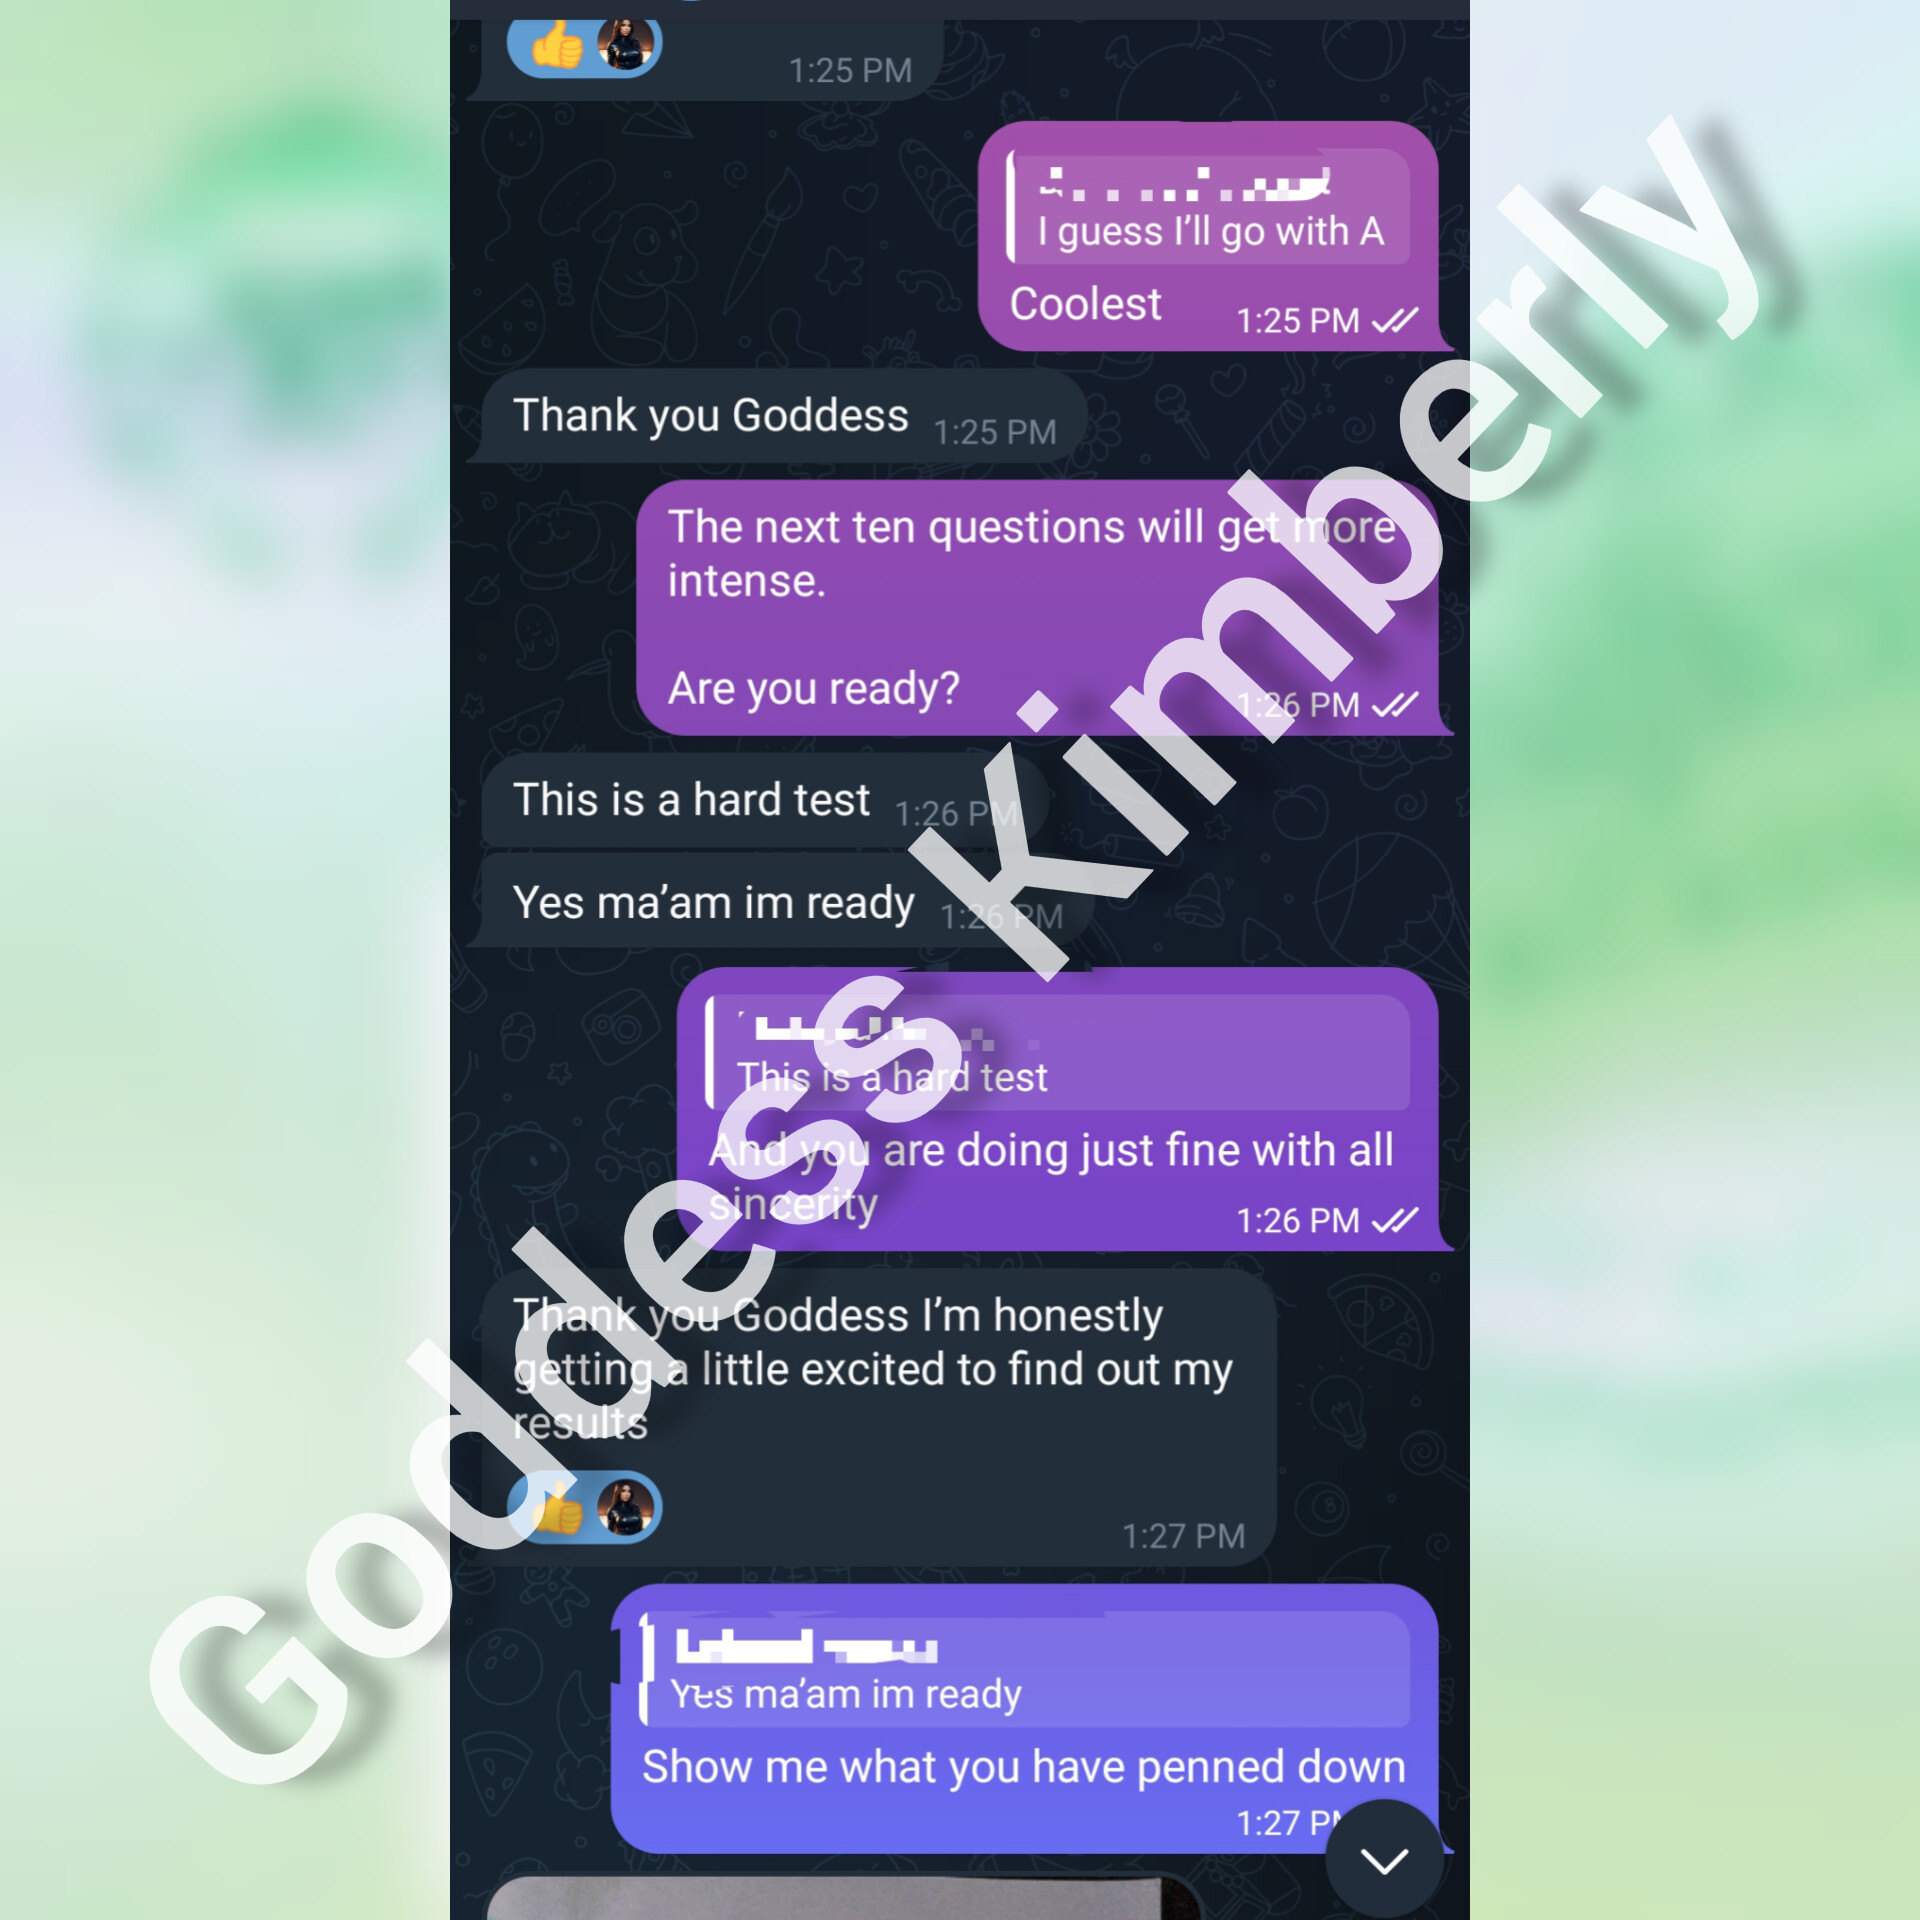 1:25 PM
I guess I'll go with A
Coolest
1:25 PM
Thank you Goddess
1:25 PM
The next ten questions will get more
intense.
Are you ready?
1:26 PM
This is a hard test
1:26 PM
Yes ma'am im ready
1:26 PM
This is a hard test
And you are doing just fine with all
sincerity
1:26 PM
Thank you Goddess I'm honestly
getting a little excited to find out my
results
1:27 PM
Yes ma'am im ready
Show me what you have penned down
1:27 PM
Goddess Kimberly